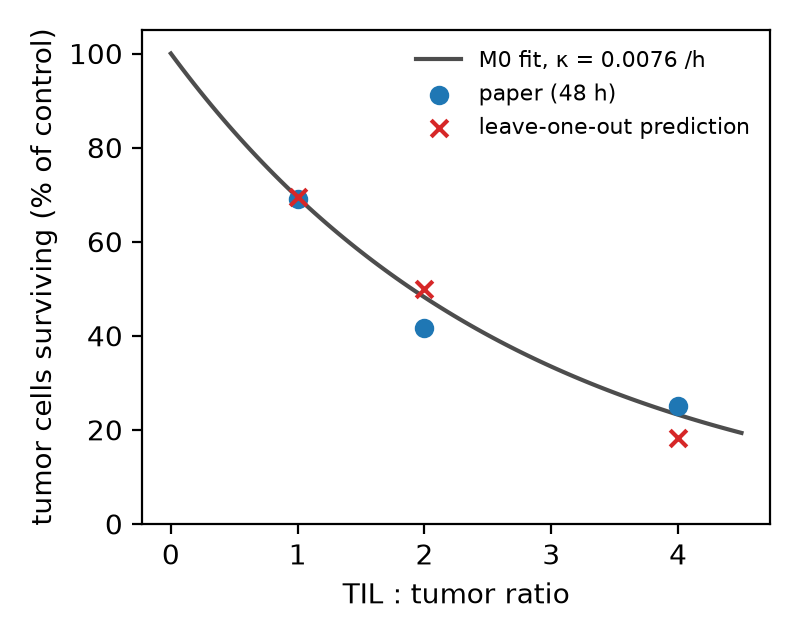 tumor cells surviving (% of control)
100
80
60
40
20
0
M0 fit, κ = 0.0076 /h
paper (48 h)
leave-one-out prediction
0 1 2 3 4
TIL : tumor ratio